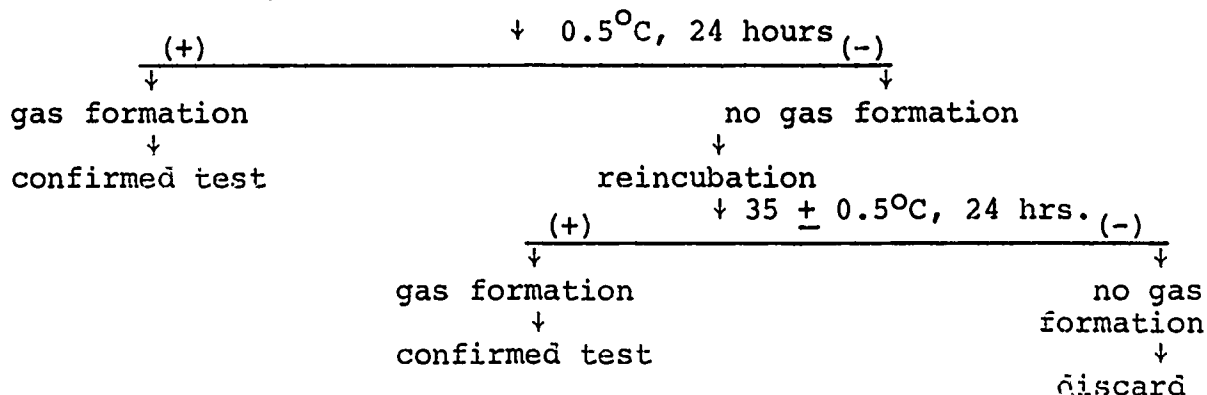 ↓ 0.5°C, 24 hours
(+) (-)
↓ ↓
gas formation no gas formation
↓ ↓
confirmed test reincubation
↓ 35 ± 0.5°C, 24 hrs.
(+) (-)
↓ ↓
gas formation no gas
formation
↓ ↓
confirmed test
discard